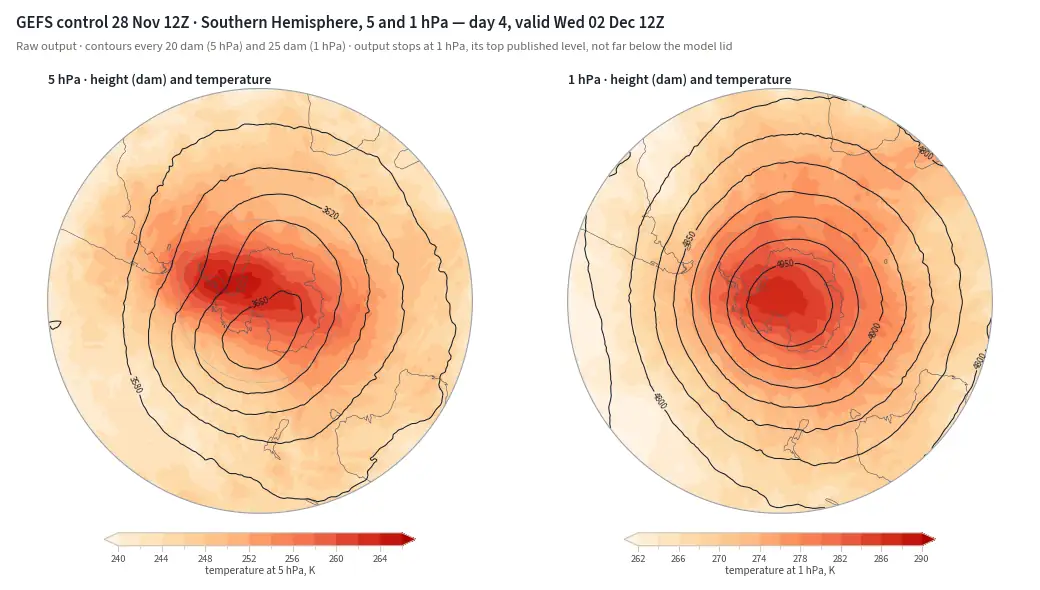 GEFS control 28 Nov 12Z · Southern Hemisphere, 5 and 1 hPa — day 4, valid Wed 02 Dec 12Z
Raw output · contours every 20 dam (5 hPa) and 25 dam (1 hPa) · output stops at 1 hPa, its top published level, not far below the model lid
5 hPa · height (dam) and temperature
1 hPa · height (dam) and temperature
3620
3660
3580
4800
4850
4950
4900
4800
4800
240 244 248 252 256 260 264
temperature at 5 hPa, K
262 266 270 274 278 282 286 290
temperature at 1 hPa, K